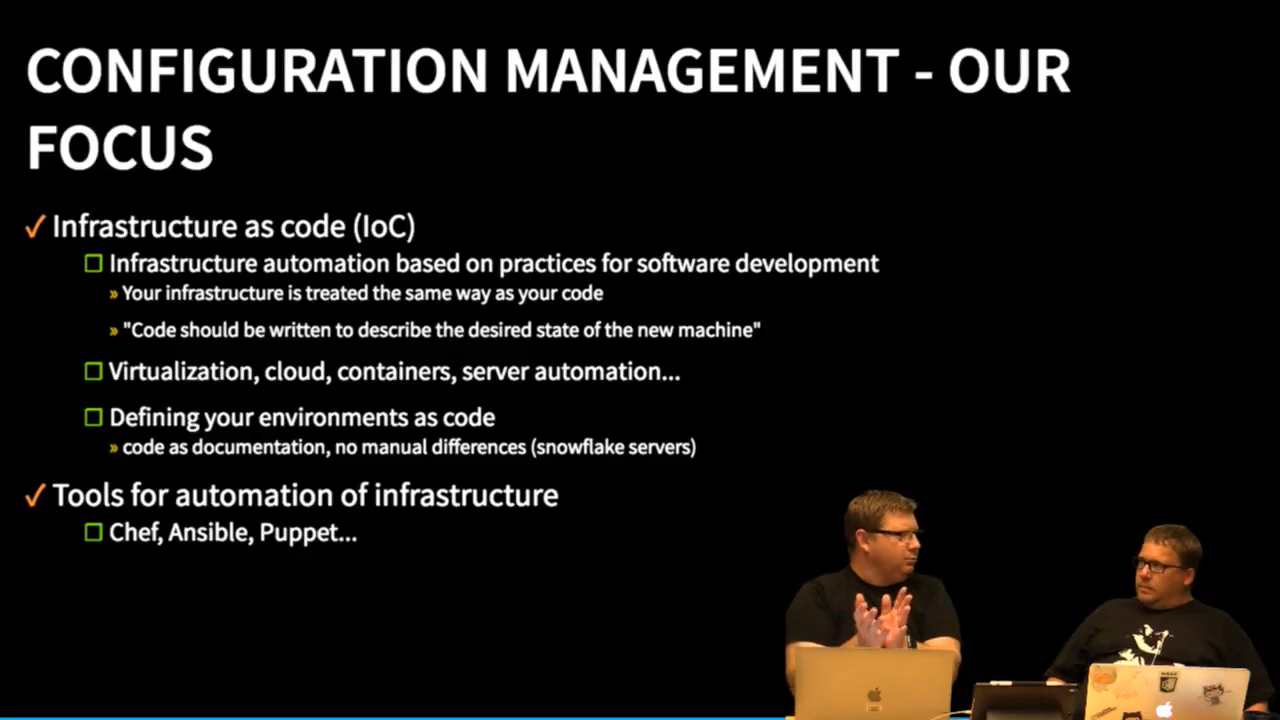 CONFIGURATION MANAGEMENT - OUR
FOCUS
✓ Infrastructure as code (IoC)
□ Infrastructure automation based on practices for software development
» Your infrastructure is treated the same way as your code
» "Code should be written to describe the desired state of the new machine"
□ Virtualization, cloud, containers, server automation...
□ Defining your environments as code
» code as documentation, no manual differences (snowflake servers)
✓ Tools for automation of infrastructure
□ Chef, Ansible, Puppet...